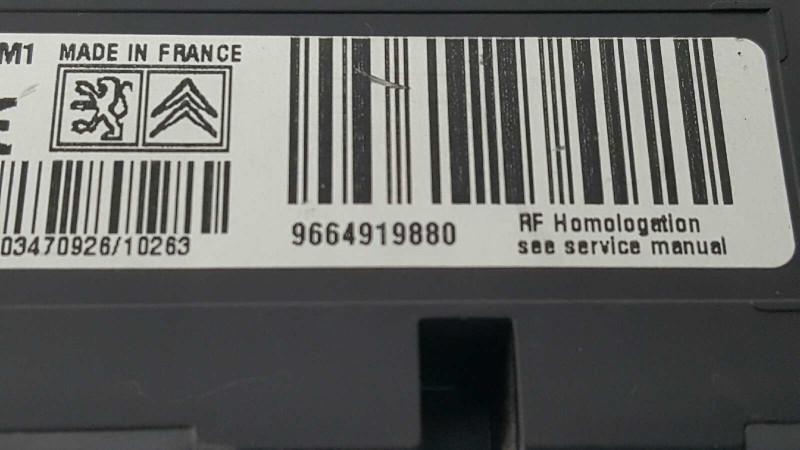 M1 MADE IN FRANCE
03470926/10263
9664919880
RF Homologation
see service manual